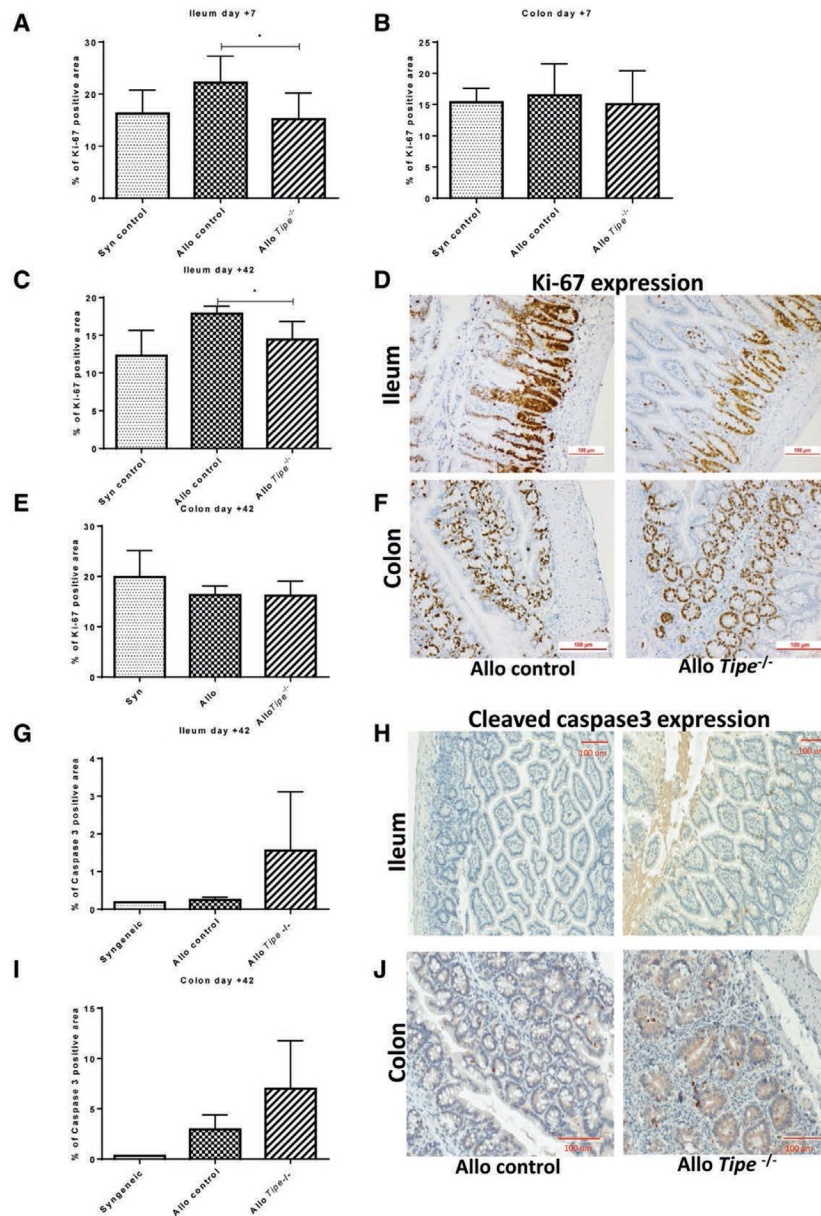 A
Ileum day +7
% of Ki-67 positive area
30
20
10
0
*
Syn control
Allo control
Allo Tipe-/-
B
Colon day +7
% of Ki-67 positive area
25
20
15
10
5
0
Syn control
Allo control
Allo Tipe-/-
C
Ileum day +42
% of Ki-67 positive area
20
15
10
5
0
*
Syn control
Allo control
Allo Tipe-/-
D
Ki-67 expression
Ileum
100 µm
100 µm
E
Colon day +42
% of Ki-67 positive area
30
20
10
0
Syn
Allo
AlloTipe-/-
F
Colon
100 µm
100 µm
Allo control
Allo Tipe-/-
G
Ileum day +42
% of Caspase 3 positive area
4
3
2
1
0
Syngeneic
Allo control
Allo Tipe -/-
H
Cleaved caspase3 expression
Ileum
100 um
100 um
I
Colon day +42
% of Caspase 3 positive area
15
10
5
0
Syngeneic
Allo control
Allo Tipe-/-
J
Colon
100 um
100 um
Allo control
Allo Tipe -/-